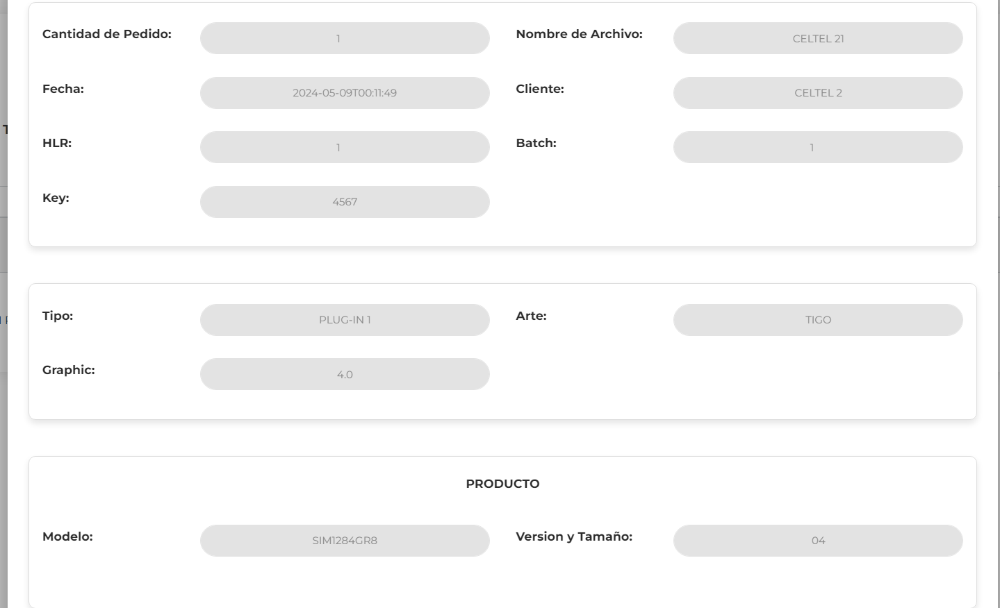 Cantidad de Pedido: 1 Nombre de Archivo: CELTEL 21
Fecha: 2024-05-09T00:11:49 Cliente: CELTEL 2
HLR: 1 Batch: 1
Key: 4567
Tipo: PLUG-IN 1 Arte: TIGO
Graphic: 4.0
PRODUCTO
Modelo: SIM1284GR8 Version y Tamaño: 04